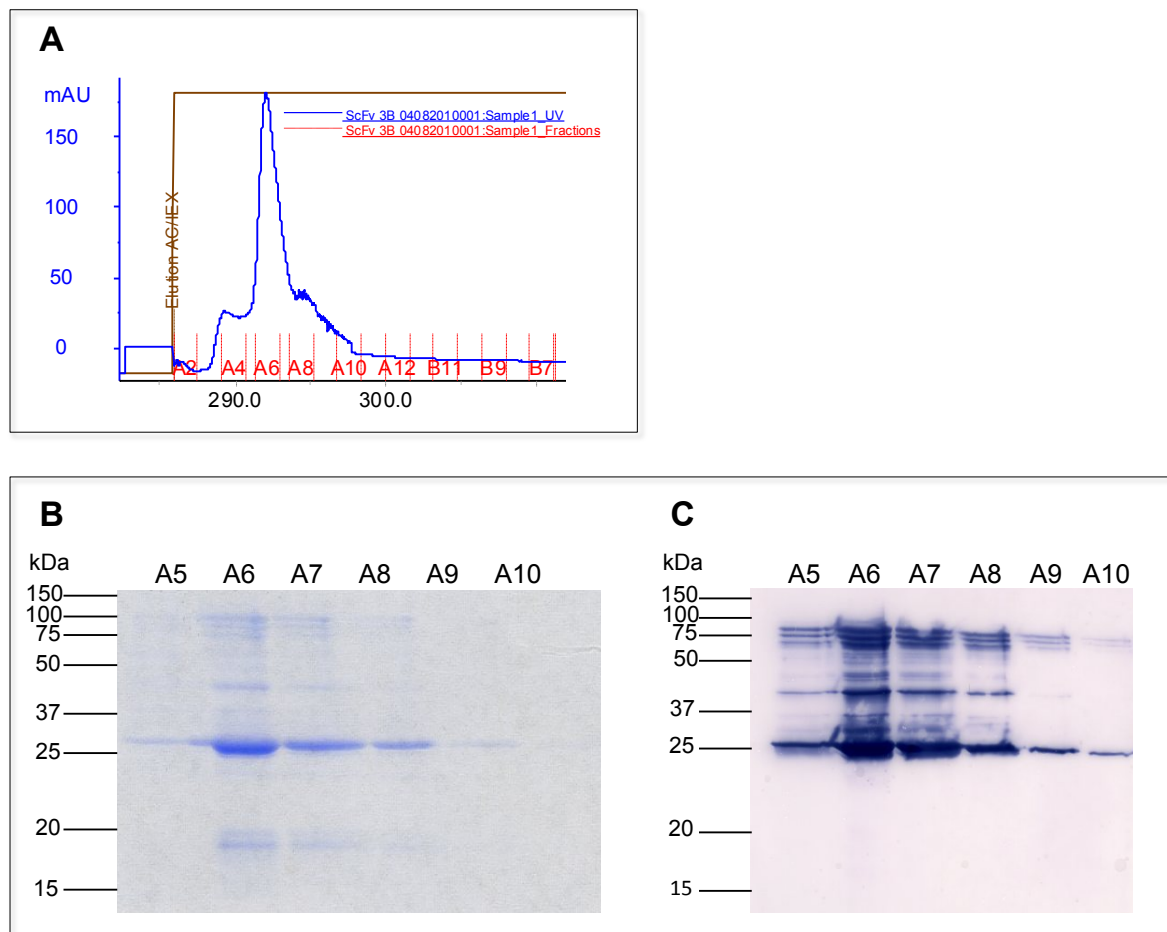 A
mAU
150
100
50
0
Elution AC/IEX
ScFv 3B 04082010001:Sample1_UV
ScFv 3B 04082010001:Sample1_Fractions
A2 A4 A6 A8 A10 A12 B11 B9 B7
290.0 300.0
B
kDa
A5 A6 A7 A8 A9 A10
150
100
75
50
37
25
20
15
C
A5 A6 A7 A8 A9 A10
150
100
75
50
37
25
20
15